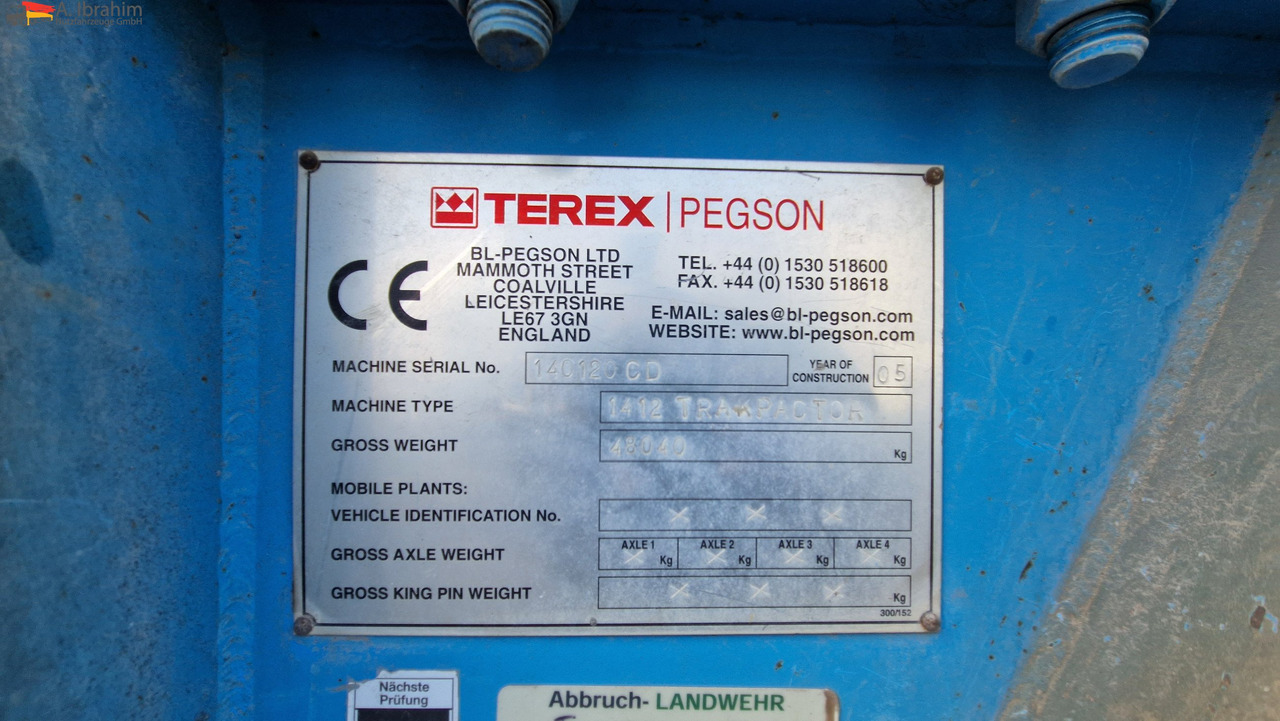 A. Ibrahim
Nutzfahrzeuge GmbH
TEREX | PEGSON
BL-PEGSON LTD
MAMMOTH STREET
COALVILLE
LEICESTERSHIRE
LE67 3GN
ENGLAND
CE
TEL. +44 (0) 1530 518600
FAX. +44 (0) 1530 518618
E-MAIL: sales@bl-pegson.com
WEBSITE: www.bl-pegson.com
MACHINE SERIAL No. 140120CD
YEAR OF
CONSTRUCTION 05
MACHINE TYPE 1412 TRAKPACTOR
GROSS WEIGHT 48040 Kg
MOBILE PLANTS:
VEHICLE IDENTIFICATION No. X X X
GROSS AXLE WEIGHT AXLE 1 X Kg AXLE 2 X Kg AXLE 3 X Kg AXLE 4 X Kg
GROSS KING PIN WEIGHT X X X Kg
300/152
Nächste
Prüfung
Abbruch-LANDWEHR